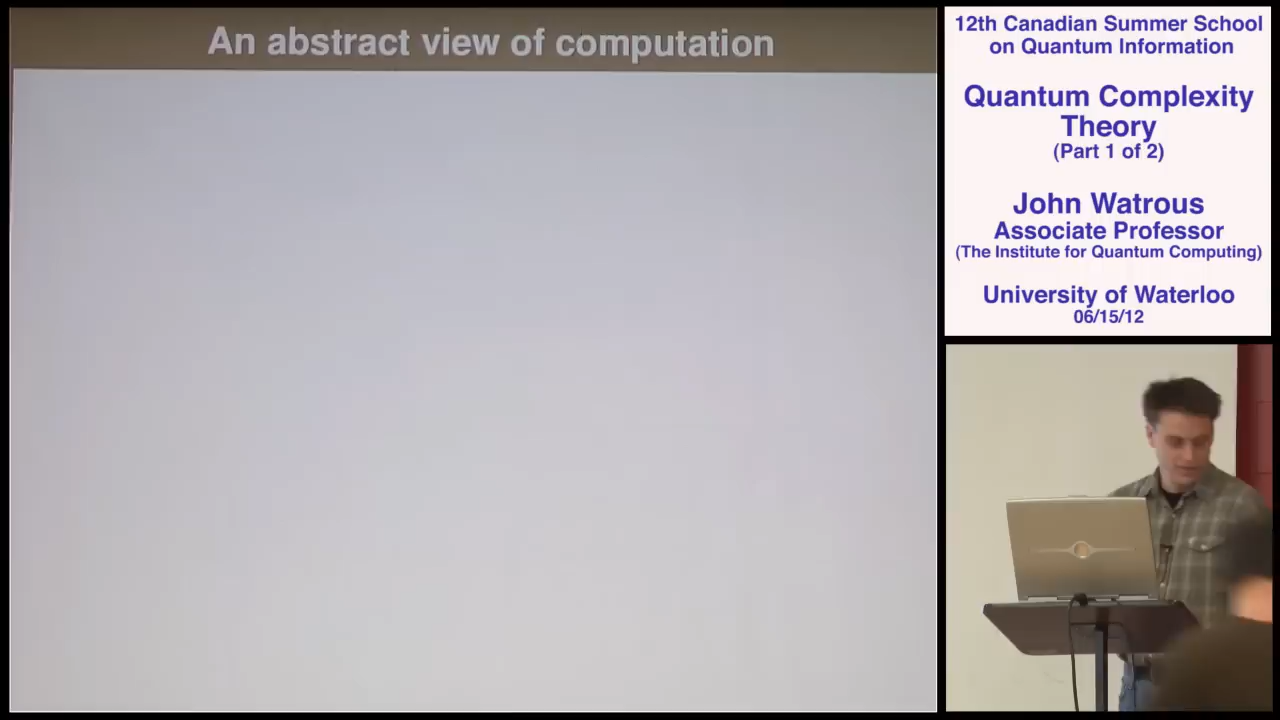 An abstract view of computation
12th Canadian Summer School
on Quantum Information
Quantum Complexity
Theory
(Part 1 of 2)
John Watrous
Associate Professor
(The Institute for Quantum Computing)
University of Waterloo
06/15/12